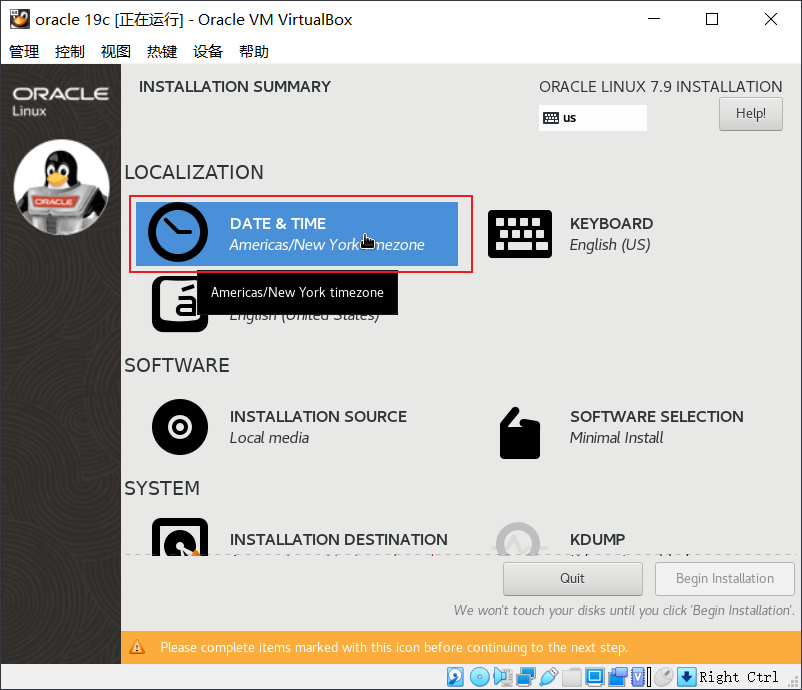 oracle 19c [正在运行] - Oracle VM VirtualBox
管理 控制 视图 热键 设备 帮助
ORACLE
Linux
INSTALLATION SUMMARY
ORACLE LINUX 7.9 INSTALLATION
us
Help!
ORACLE
LOCALIZATION
DATE & TIME
Americas/New York timezone
KEYBOARD
English (US)
Americas/New York timezone
á
English (United States)
SOFTWARE
INSTALLATION SOURCE
Local media
SOFTWARE SELECTION
Minimal Install
SYSTEM
INSTALLATION DESTINATION
KDUMP
Quit
Begin Installation
We won't touch your disks until you click 'Begin Installation'.
Please complete items marked with this icon before continuing to the next step.
Right Ctrl